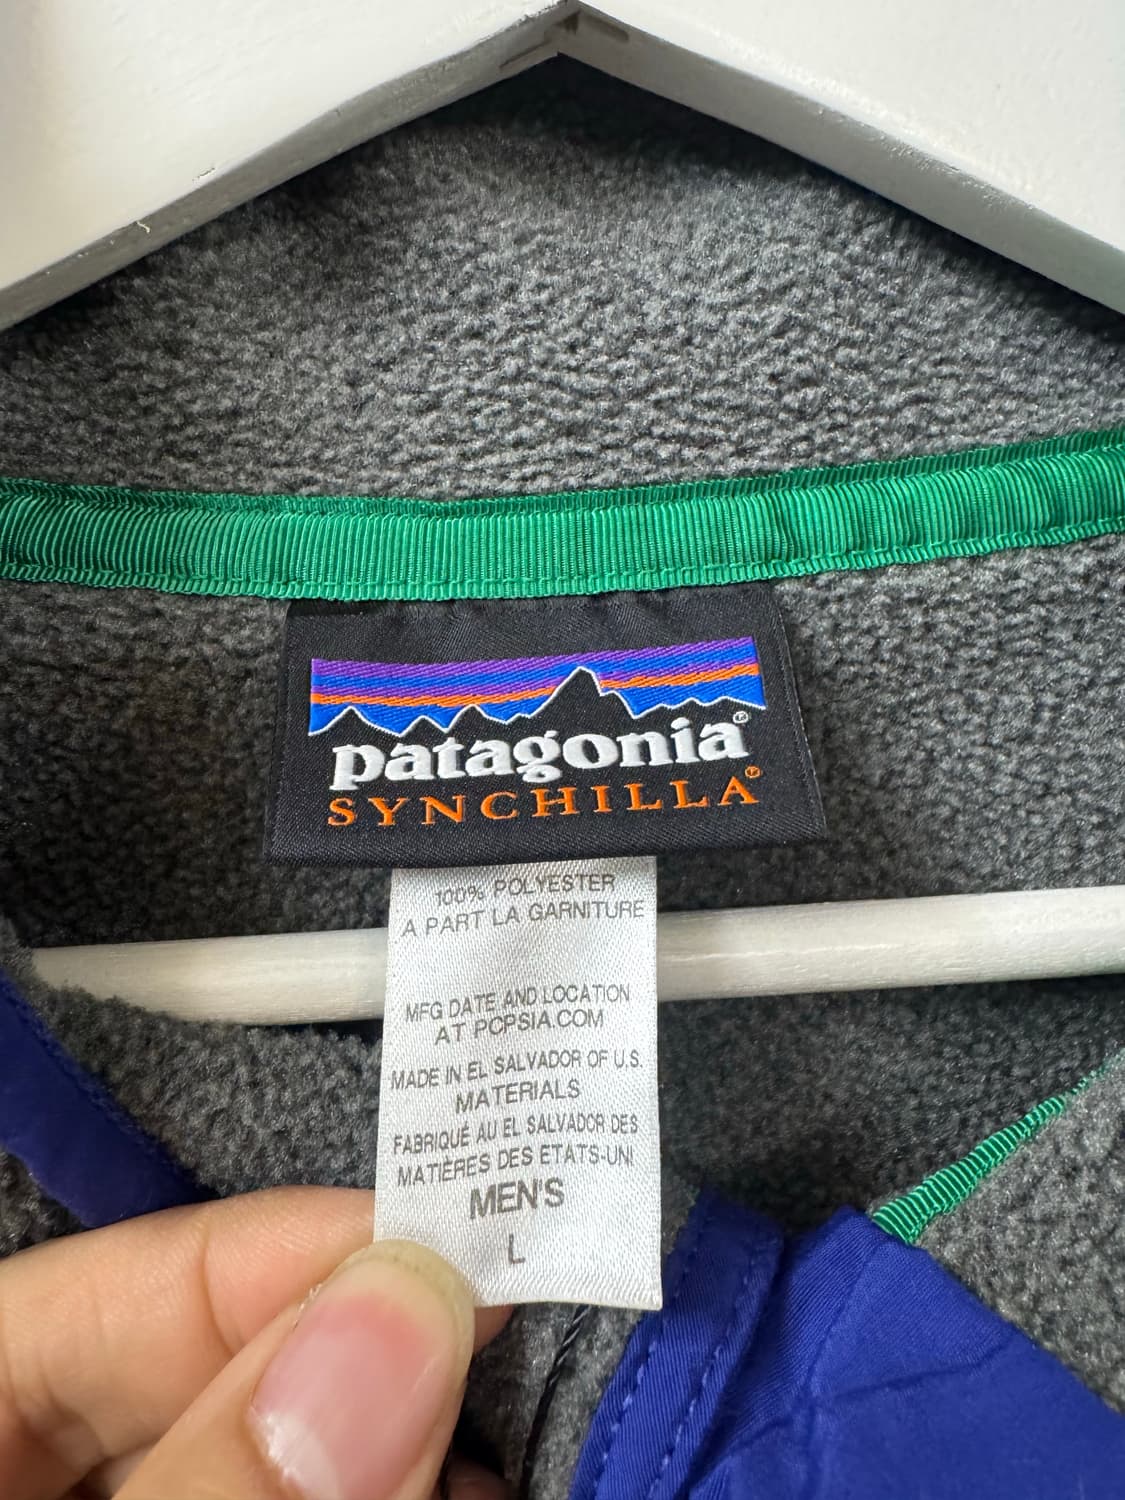 patagonia®
SYNCHILLA®
100% POLYESTER
A PART LA GARNITURE
MFG DATE AND LOCATION
AT PCPSIA.COM
MADE IN EL SALVADOR OF U.S.
MATERIALS
FABRIQUÉ AU EL SALVADOR DES
MATIÈRES DES ETATS-UNI
MEN'S
L